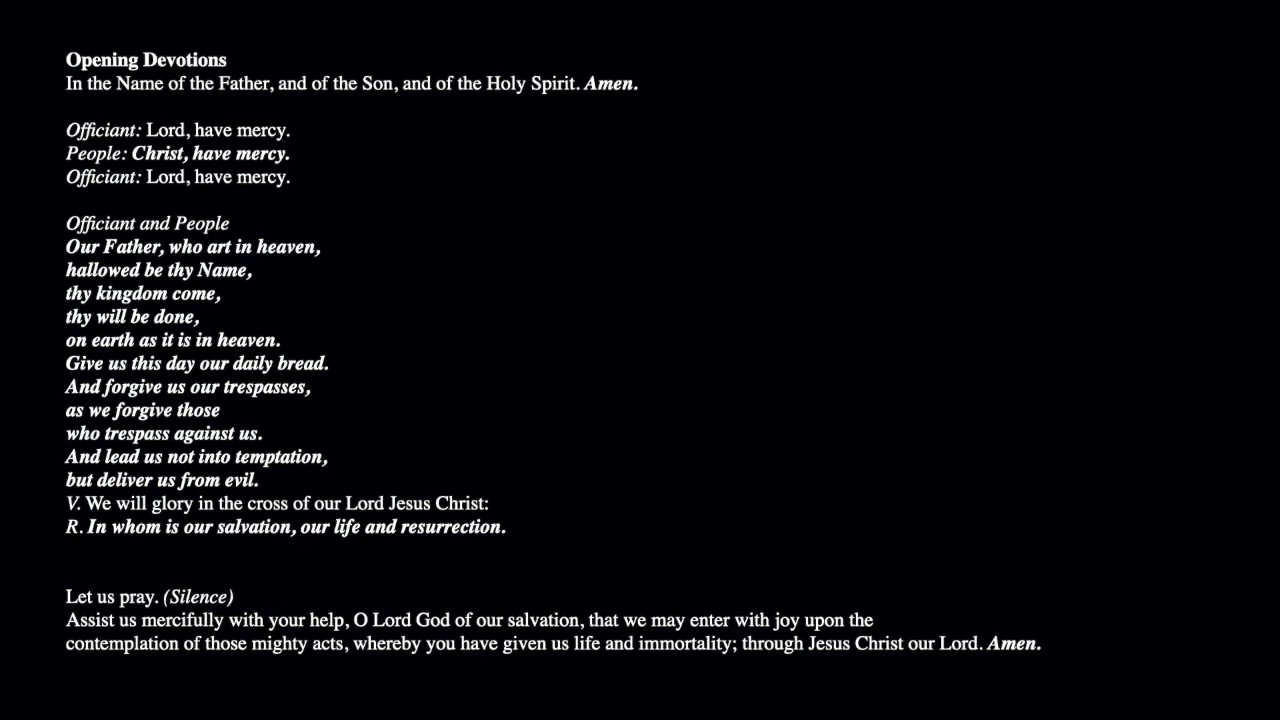 Opening Devotions
In the Name of the Father, and of the Son, and of the Holy Spirit. Amen.
Officiant: Lord, have mercy.
People: Christ, have mercy.
Officiant: Lord, have mercy.
Officiant and People
Our Father, who art in heaven,
hallowed be thy Name,
thy kingdom come,
thy will be done,
on earth as it is in heaven.
Give us this day our daily bread.
And forgive us our trespasses,
as we forgive those
who trespass against us.
And lead us not into temptation,
but deliver us from evil.
V. We will glory in the cross of our Lord Jesus Christ:
R. In whom is our salvation, our life and resurrection.
Let us pray. (Silence)
Assist us mercifully with your help, O Lord God of our salvation, that we may enter with joy upon the
contemplation of those mighty acts, whereby you have given us life and immortality; through Jesus Christ our Lord. Amen.